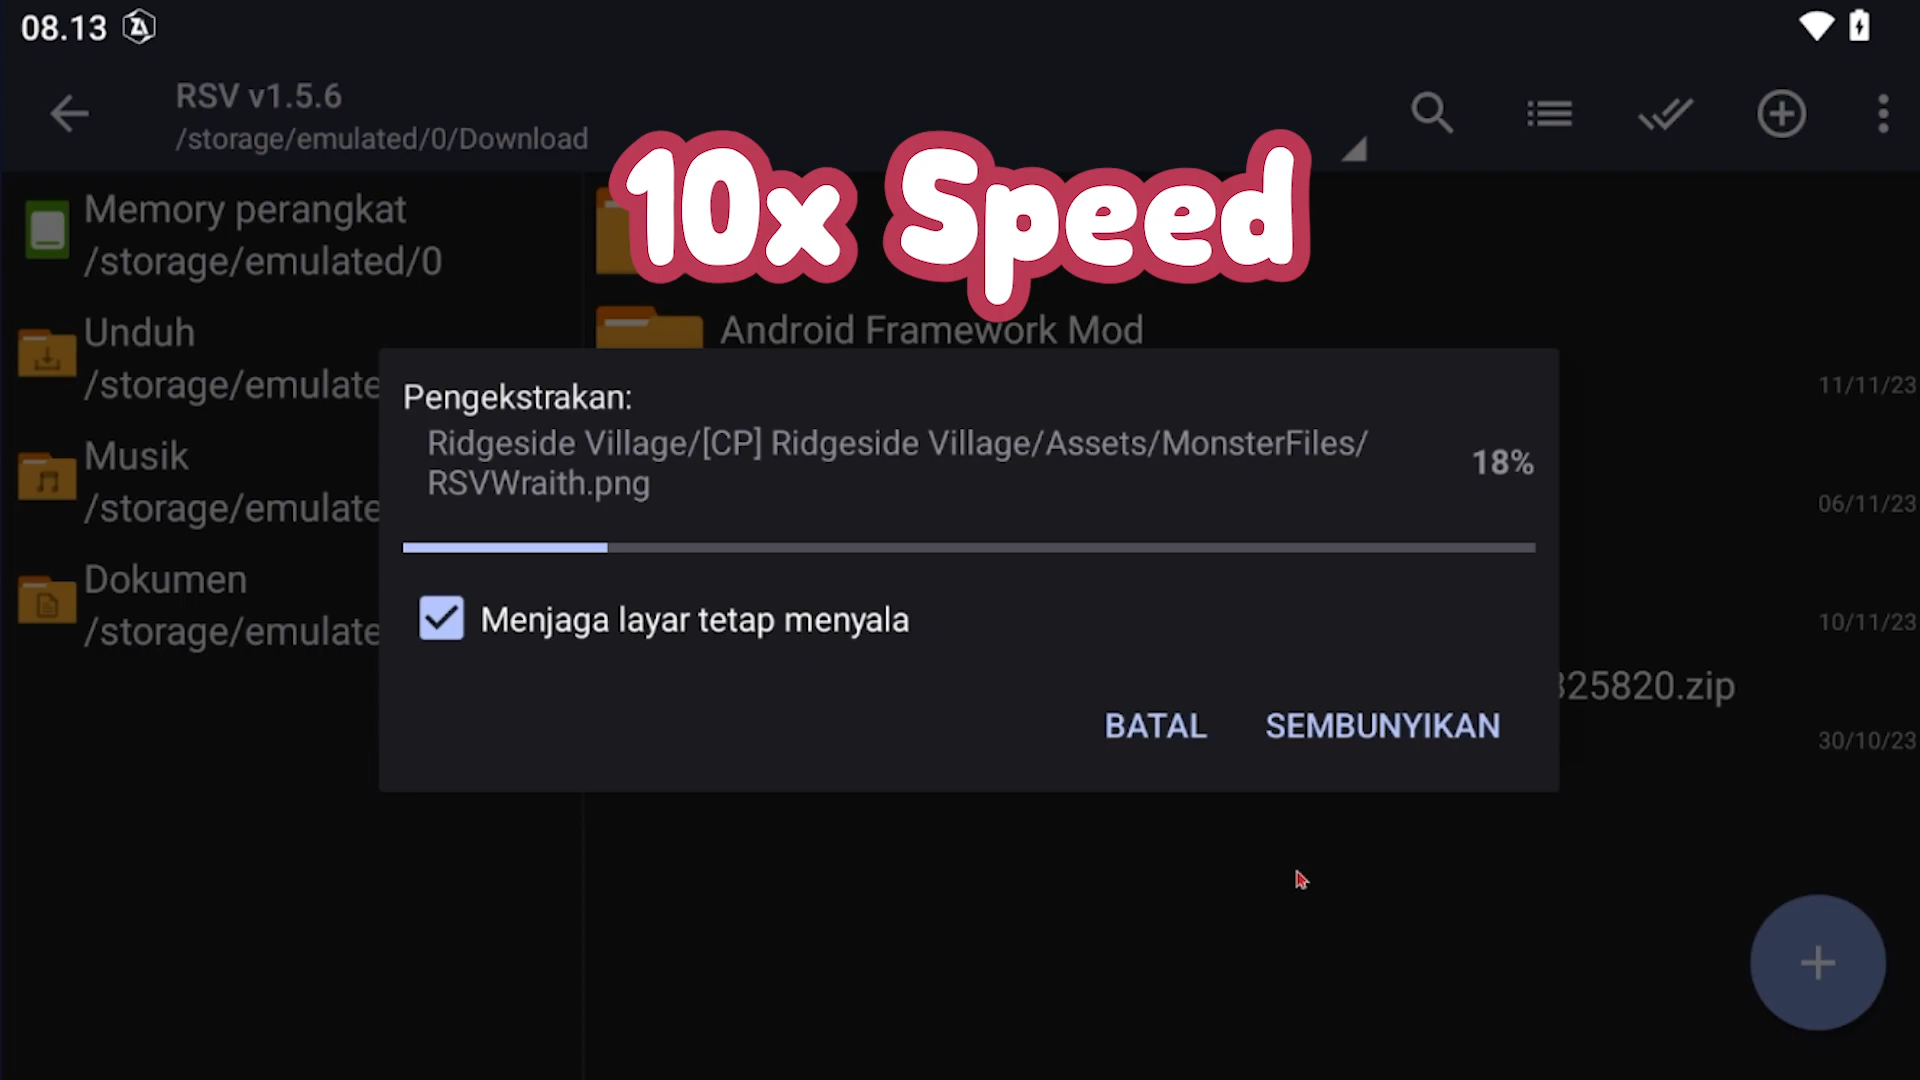 08.13
RSV v1.5.6
/storage/emulated/0/Download
10x Speed
Memory perangkat
/storage/emulated/0
Unduh
/storage/emulate
Musik
/storage/emulate
Dokumen
/storage/emulate
Android Framework Mod
11/11/23
06/11/23
10/11/23
325820.zip
30/10/23
Pengekstrakan:
Ridgeside Village/[CP] Ridgeside Village/Assets/MonsterFiles/
RSVWraith.png
18%
Menjaga layar tetap menyala
BATAL SEMBUNYIKAN